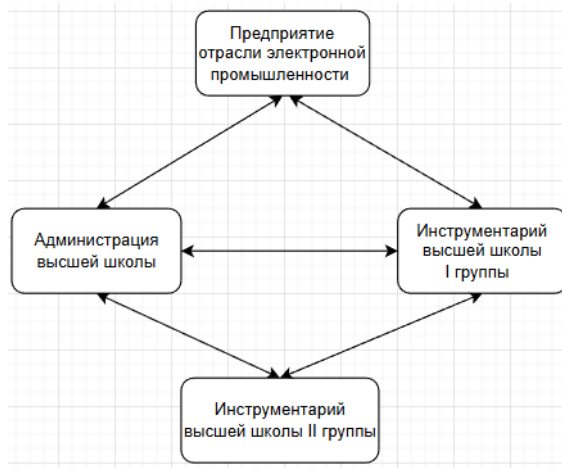 Предприятие
отрасли электронной
промышленности
Администрация
высшей школы
Инструментарий
высшей школы
I группы
Инструментарий
высшей школы II группы